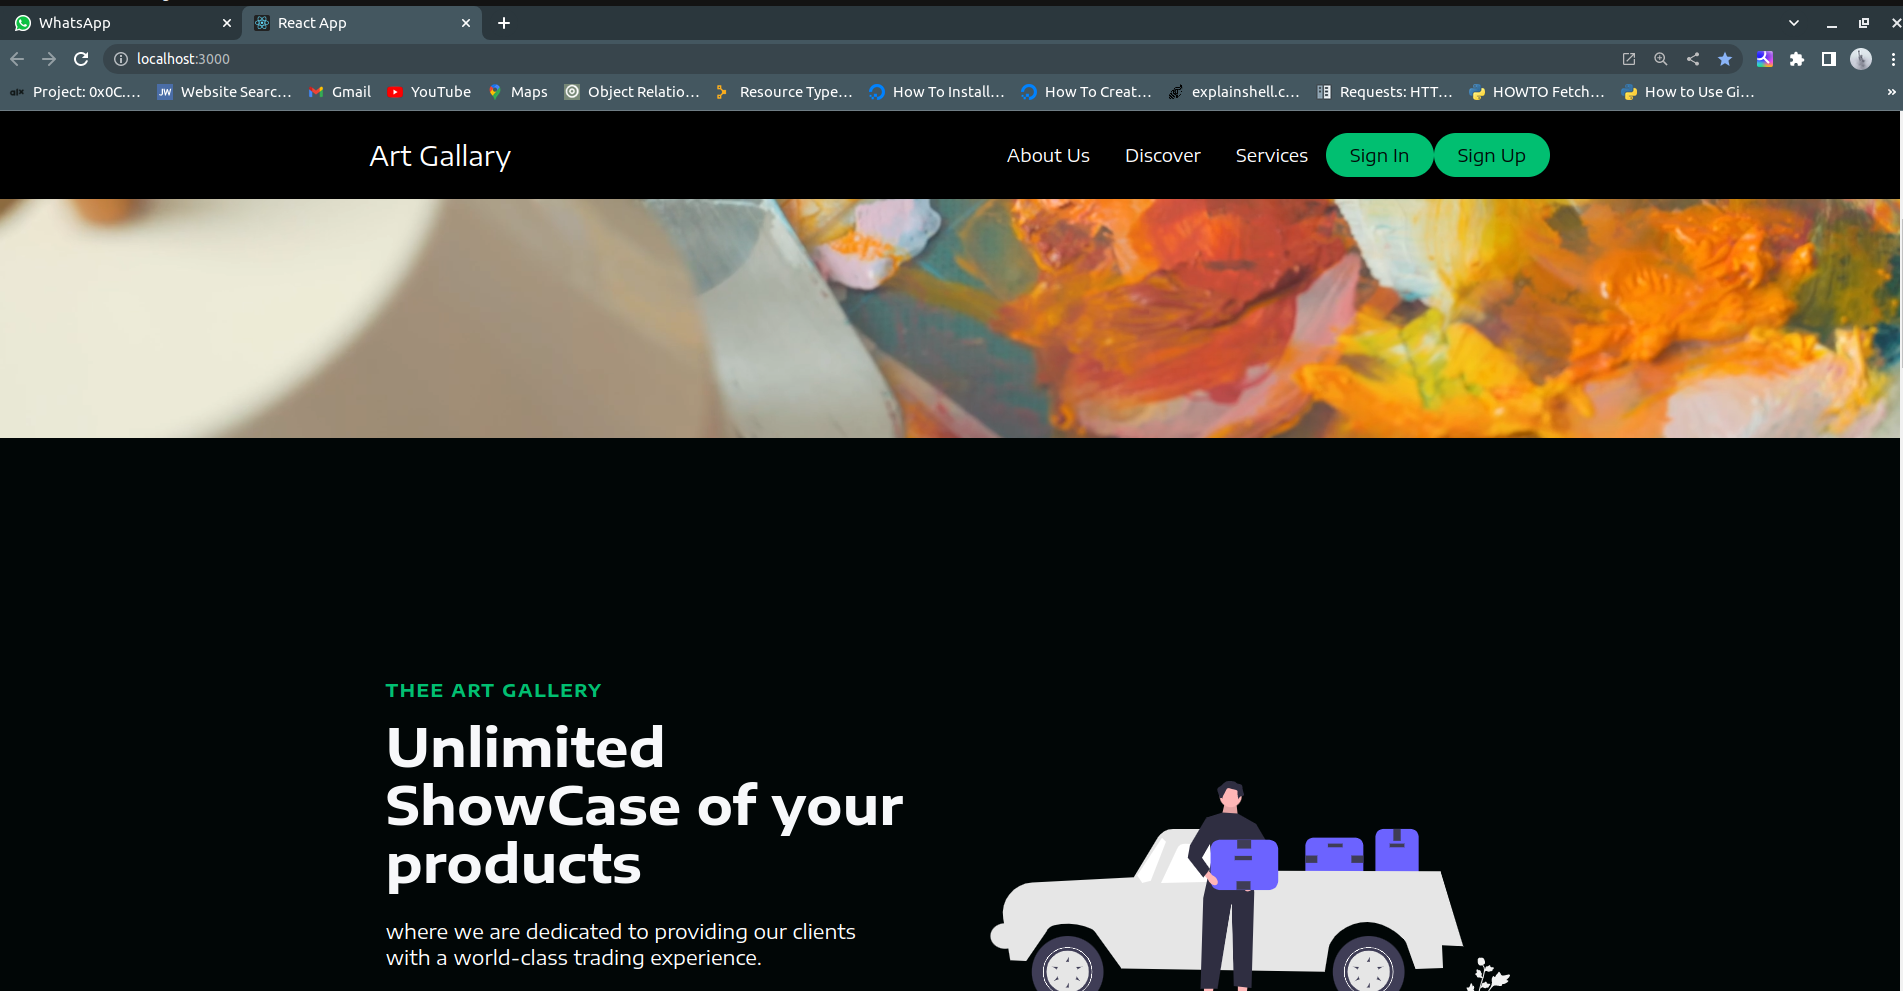 WhatsApp
React App
localhost:3000
Project: 0x0C....
JW
Website Searc...
Gmail
YouTube
Maps
Object Relatio...
Resource Type...
How To Install...
How To Creat...
explainshell.c...
Requests: HTT...
HOWTO Fetch...
How to Use Gi...
»
Art Gallary
About Us
Discover
Services
Sign In
Sign Up
THEE ART GALLERY
Unlimited
ShowCase of your
products
where we are dedicated to providing our clients
with a world-class trading experience.